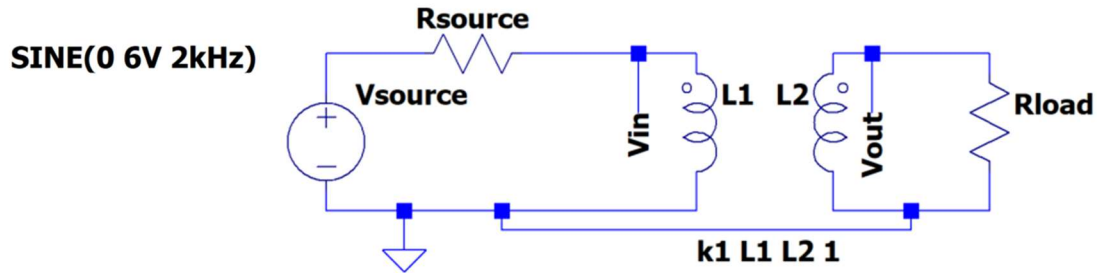 Rsource
SINE(0 6V 2kHz)
Vsource
L1
L2
Rload
Vin
Vout
k1 L1 L2 1